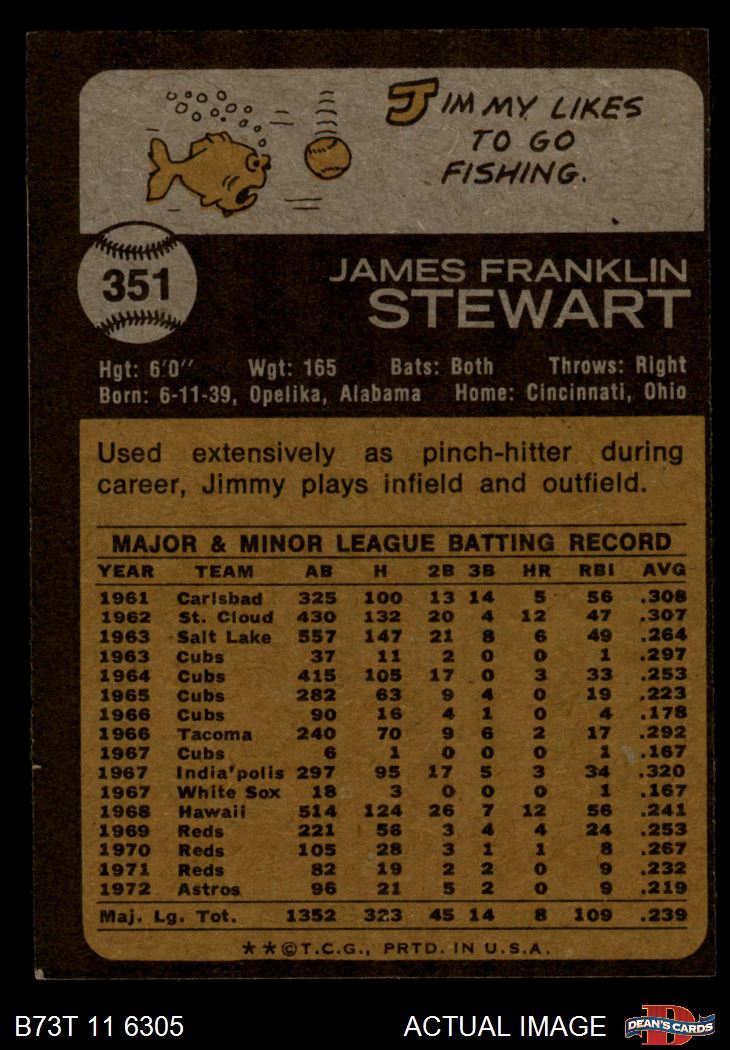 JIMMY LIKES
TO GO
FISHING.
351
JAMES FRANKLIN
STEWART
Hgt: 6'0" Wgt: 165 Bats: Both Throws: Right
Born: 6-11-39, Opelika, Alabama Home: Cincinnati, Ohio
Used extensively as pinch-hitter during
career, Jimmy plays infield and outfield.
MAJOR & MINOR LEAGUE BATTING RECORD
YEAR TEAM AB H 2B 3B HR RBI AVG
1961 Carlsbad 325 100 13 14 5 56 .308
1962 St. Cloud 430 132 20 4 12 47 .307
1963 Salt Lake 557 147 21 8 6 49 .264
1963 Cubs 37 11 2 0 0 1 .297
1964 Cubs 415 105 17 0 3 33 .253
1965 Cubs 282 63 9 4 0 19 .223
1966 Cubs 90 16 4 1 0 4 .178
1966 Tacoma 240 70 9 6 2 17 .292
1967 Cubs 6 1 0 0 0 1 .167
1967 India'polis 297 95 17 5 3 34 .320
1967 White Sox 18 3 0 0 0 1 .167
1968 Hawaii 514 124 26 7 12 56 .241
1969 Reds 221 56 3 4 4 24 .253
1970 Reds 105 28 3 1 1 8 .267
1971 Reds 82 19 2 2 0 9 .232
1972 Astros 96 21 5 2 0 9 .219
Maj. Lg. Tot. 1352 323 45 14 8 109 .239
**©T.C.G., PRTD. IN U.S.A.
B73T 11 6305 ACTUAL IMAGE DEAN'S CARDS